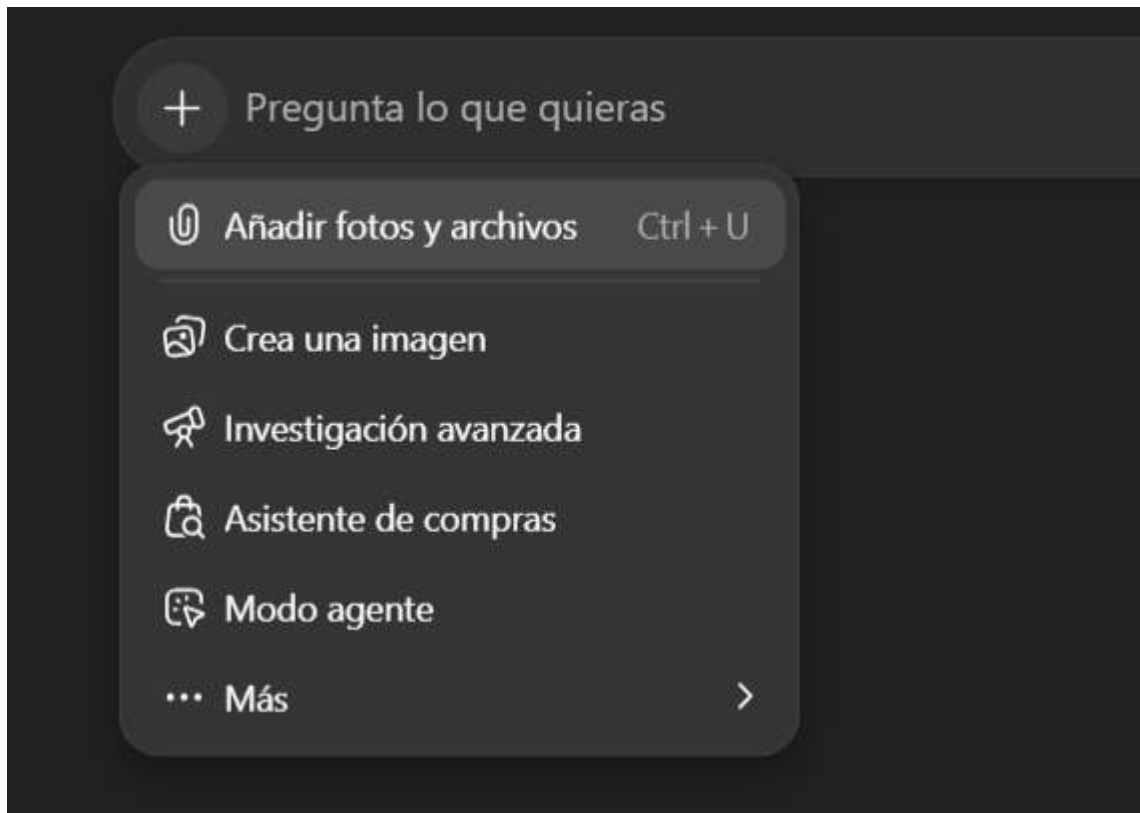 Pregunta lo que quieras
Añadir fotos y archivos Ctrl + U
Crea una imagen
Investigación avanzada
Asistente de compras
Modo agente
Más